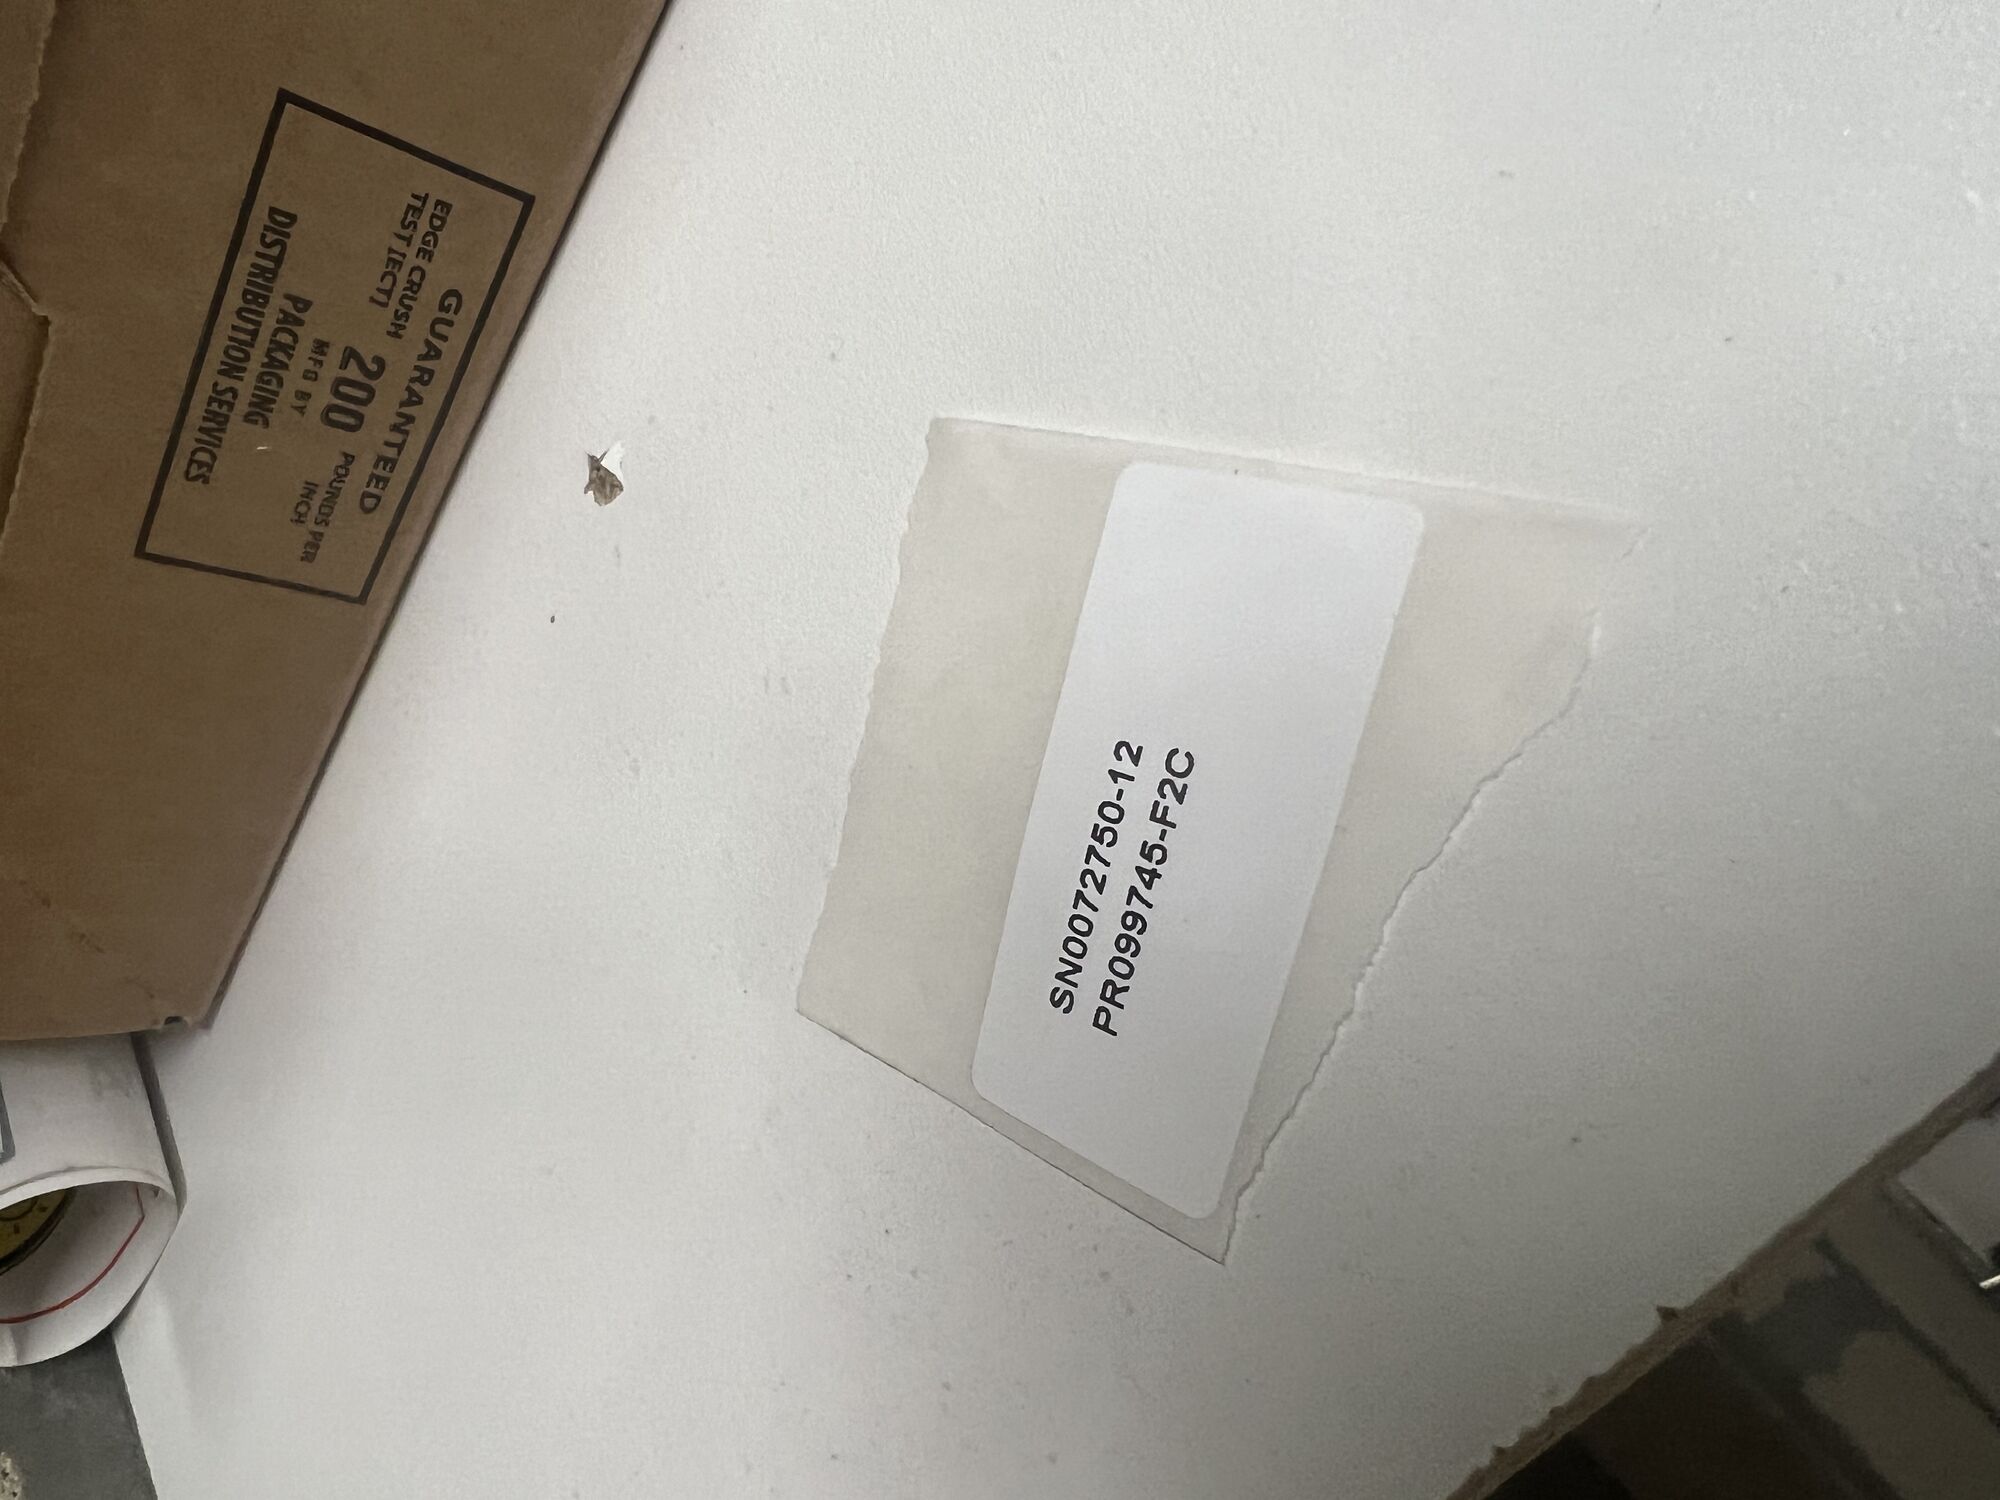 GUARANTEED
EDGE CRUSH
TEST (ECT)
200
POUNDS PER
INCH
MFG BY
PACKAGING
DISTRIBUTION SERVICES
SN0072750-12
PR099745-F2C